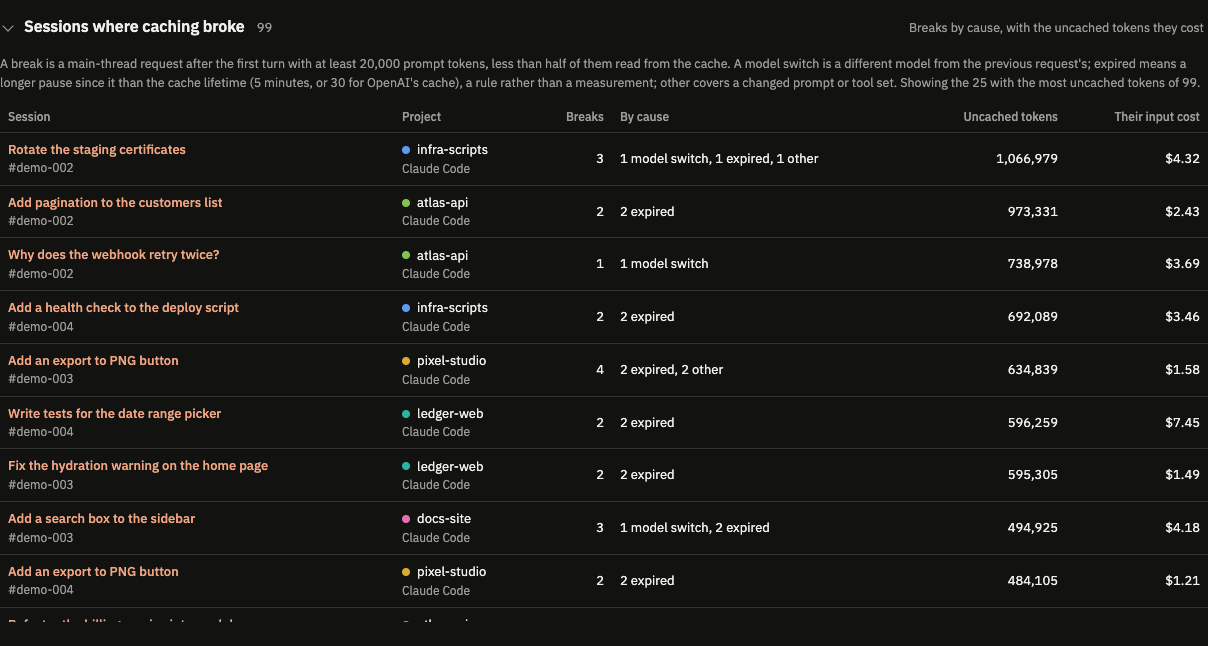 Sessions where caching broke 99 Breaks by cause, with the uncached tokens they cost
A break is a main-thread request after the first turn with at least 20,000 prompt tokens, less than half of them read from the cache. A model switch is a different model from the previous request's; expired means a
longer pause since it than the cache lifetime (5 minutes, or 30 for OpenAI's cache), a rule rather than a measurement; other covers a changed prompt or tool set. Showing the 25 with the most uncached tokens of 99.
Session Project Breaks By cause Uncached tokens Their input cost
Rotate the staging certificates infra-scripts
#demo-002 Claude Code 3 1 model switch, 1 expired, 1 other 1,066,979 $4.32
Add pagination to the customers list atlas-api
#demo-002 Claude Code 2 2 expired 973,331 $2.43
Why does the webhook retry twice? atlas-api
#demo-002 Claude Code 1 1 model switch 738,978 $3.69
Add a health check to the deploy script infra-scripts
#demo-004 Claude Code 2 2 expired 692,089 $3.46
Add an export to PNG button pixel-studio
#demo-003 Claude Code 4 2 expired, 2 other 634,839 $1.58
Write tests for the date range picker ledger-web
#demo-004 Claude Code 2 2 expired 596,259 $7.45
Fix the hydration warning on the home page ledger-web
#demo-003 Claude Code 2 2 expired 595,305 $1.49
Add a search box to the sidebar docs-site
#demo-003 Claude Code 3 1 model switch, 2 expired 494,925 $4.18
Add an export to PNG button pixel-studio
#demo-004 Claude Code 2 2 expired 484,105 $1.21